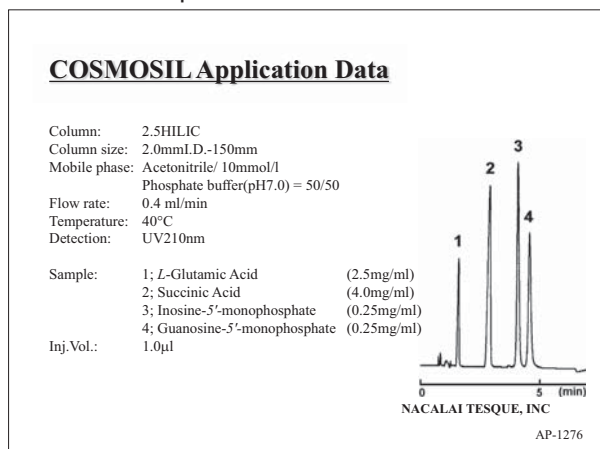 COSMOSIL Application Data
Column: 2.5HILIC
Column size: 2.0mmI.D.-150mm
Mobile phase: Acetonitrile/ 10mmol/l
Phosphate buffer(pH7.0) = 50/50
Flow rate: 0.4 ml/min
Temperature: 40°C
Detection: UV210nm
Sample: 1; L-Glutamic Acid (2.5mg/ml)
2; Succinic Acid (4.0mg/ml)
3; Inosine-5'-monophosphate (0.25mg/ml)
4; Guanosine-5'-monophosphate (0.25mg/ml)
Inj.Vol.: 1.0µl
1
2
3
4
0 5 (min)
NACALAI TESQUE, INC
AP-1276